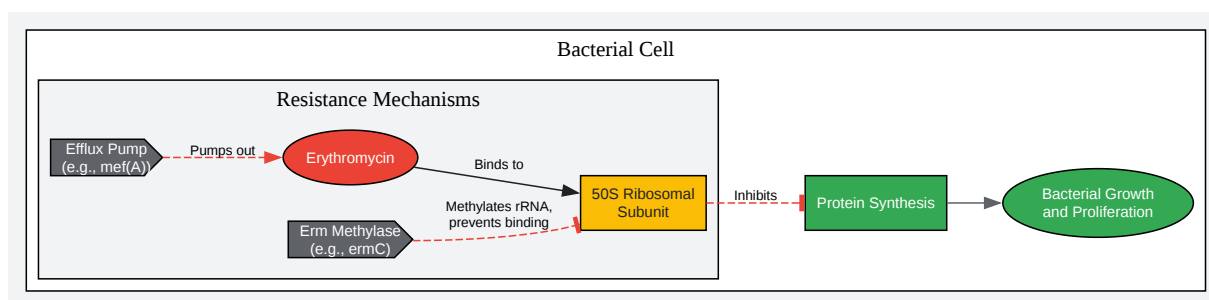 Bacterial Cell
Resistance Mechanisms
Efflux Pump
(e.g., mef(A))
Pumps out
Erythromycin
Binds to
Methylates rRNA,
prevents binding
Erm Methylase
(e.g., ermC)
50S Ribosomal
Subunit
Inhibits
Protein Synthesis
Bacterial Growth
and Proliferation